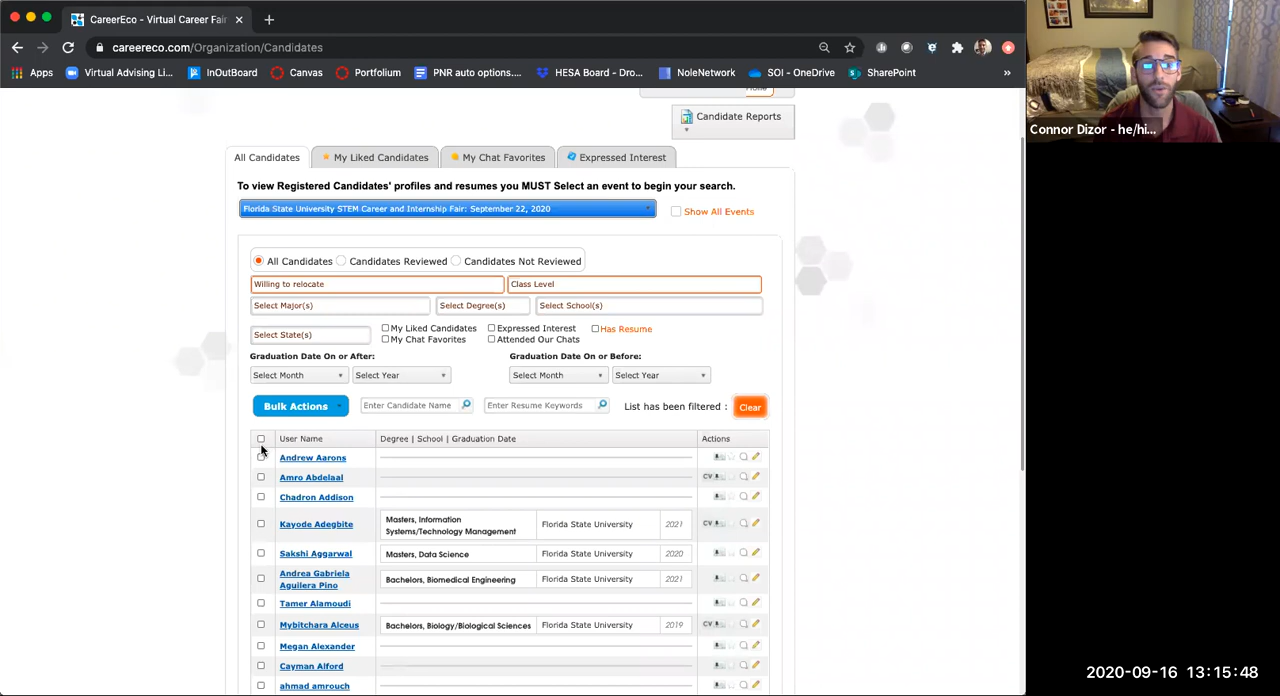 CareerEco - Virtual Career Fair
careereco.com/Organization/Candidates
Apps
Virtual Advising Li...
InOutBoard
Canvas
Portfolium
PNR auto options....
HESA Board - Dro...
NoleNetwork
SOI - OneDrive
SharePoint
Connor Dizor - he/hi...
Candidate Reports
All Candidates
My Liked Candidates
My Chat Favorites
Expressed Interest
To view Registered Candidates' profiles and resumes you MUST Select an event to begin your search.
Florida State University STEM Career and Internship Fair: September 22, 2020
Show All Events
All Candidates
Candidates Reviewed
Candidates Not Reviewed
Willing to relocate
Class Level
Select Major(s)
Select Degree(s)
Select School(s)
Select State(s)
My Liked Candidates
Expressed Interest
Has Resume
My Chat Favorites
Attended Our Chats
Graduation Date On or After:
Graduation Date On or Before:
Select Month
Select Year
Select Month
Select Year
Bulk Actions
Enter Candidate Name
Enter Resume Keywords
List has been filtered :
Clear
User Name
Degree | School | Graduation Date
Actions
Andrew Aarons
Amro Abdelaal
CV
Chadron Addison
Kayode Adegbite
Masters, Information
Systems/Technology Management
Florida State University
2021
CV
Sakshi Aggarwal
Masters, Data Science
Florida State University
2020
Andrea Gabriela
Aguilera Pino
Bachelors, Biomedical Engineering
Florida State University
2021
Tamer Alamoudi
Mybitchara Alceus
Bachelors, Biology/Biological Sciences
Florida State University
2019
CV
Megan Alexander
Cayman Alford
ahmad amrouch
2020-09-16 13:15:48